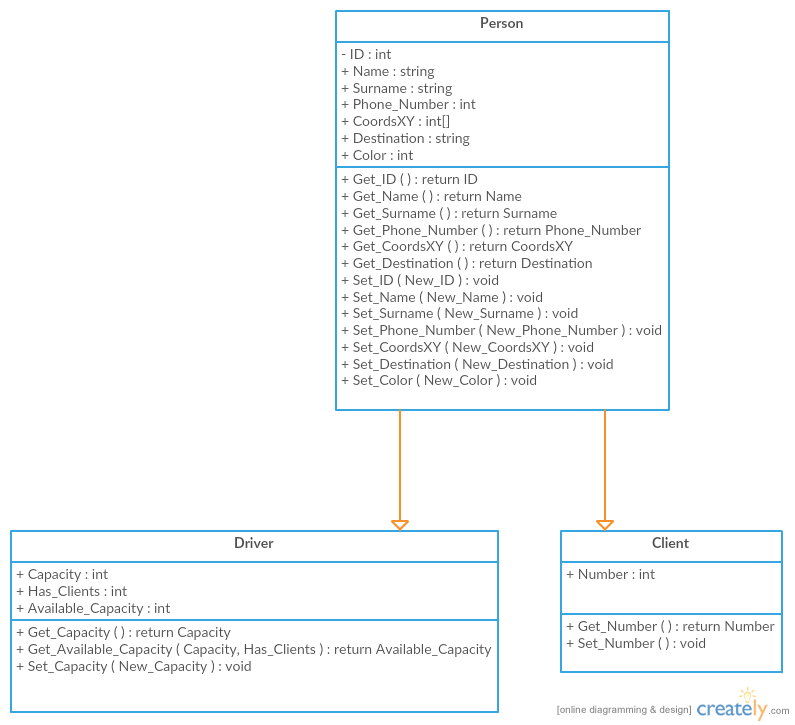 Person
- ID : int
+ Name : string
+ Surname : string
+ Phone_Number : int
+ CoordsXY : int[]
+ Destination : string
+ Color : int
+ Get_ID ( ) : return ID
+ Get_Name ( ) : return Name
+ Get_Surname ( ) : return Surname
+ Get_Phone_Number ( ) : return Phone_Number
+ Get_CoordsXY ( ) : return CoordsXY
+ Get_Destination ( ) : return Destination
+ Set_ID ( New_ID ) : void
+ Set_Name ( New_Name ) : void
+ Set_Surname ( New_Surname ) : void
+ Set_Phone_Number ( New_Phone_Number ) : void
+ Set_CoordsXY ( New_CoordsXY ) : void
+ Set_Destination ( New_Destination ) : void
+ Set_Color ( New_Color ) : void
Driver
+ Capacity : int
+ Has_Clients : int
+ Available_Capacity : int
+ Get_Capacity ( ) : return Capacity
+ Get_Available_Capacity ( Capacity, Has_Clients ) : return Available_Capacity
+ Set_Capacity ( New_Capacity ) : void
Client
+ Number : int
+ Get_Number ( ) : return Number
+ Set_Number ( ) : void
[online diagramming & design] creately.com